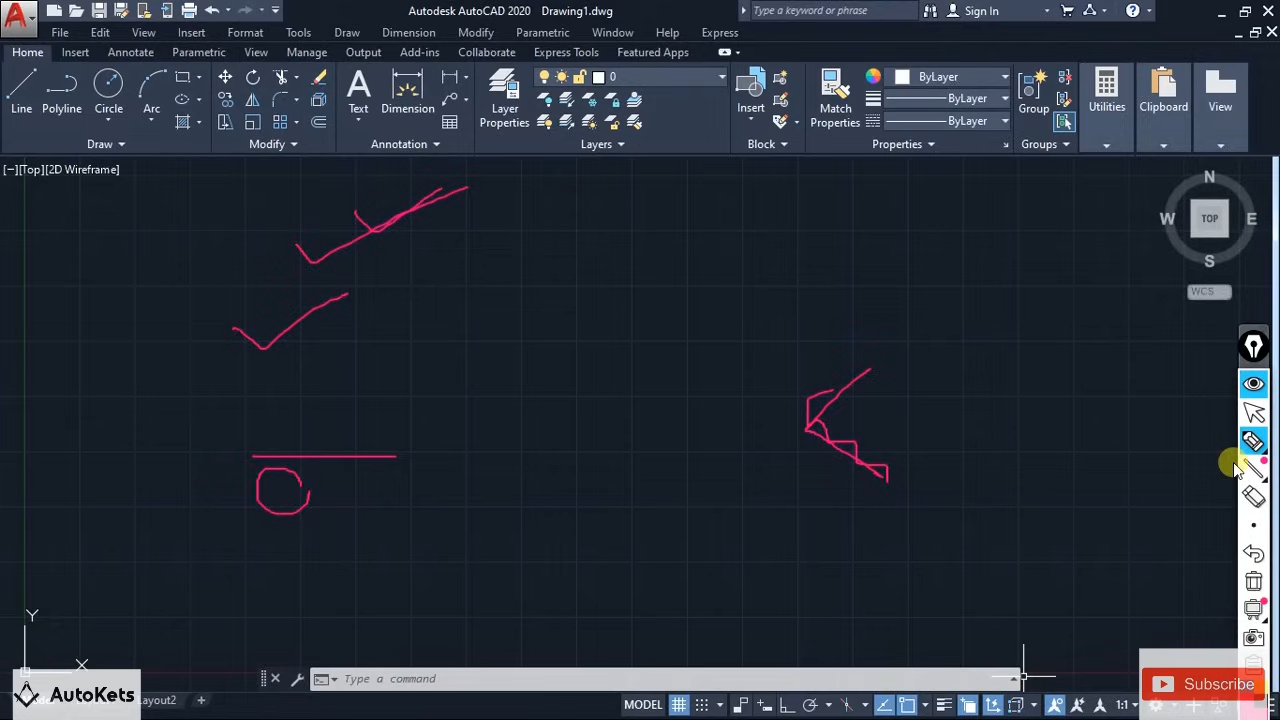 Autodesk AutoCAD 2020 Drawing1.dwg
Type a keyword or phrase
Sign In
File Edit View Insert Format Tools Draw Dimension Modify Parametric Window Help Express
Home Insert Annotate Parametric View Manage Output Add-ins Collaborate Express Tools Featured Apps
0
ByLayer
ByLayer
ByLayer
Line Polyline Circle Arc
Text Dimension
Layer Properties
Insert
Match Properties
Group
Utilities
Clipboard
View
Draw Modify Annotation Layers Block Properties Groups
[−][Top][2D Wireframe]
N
W TOP E
S
WCS
Y
X
Type a command
AutoKets
Layout2 +
MODEL
1:1
Subscribe